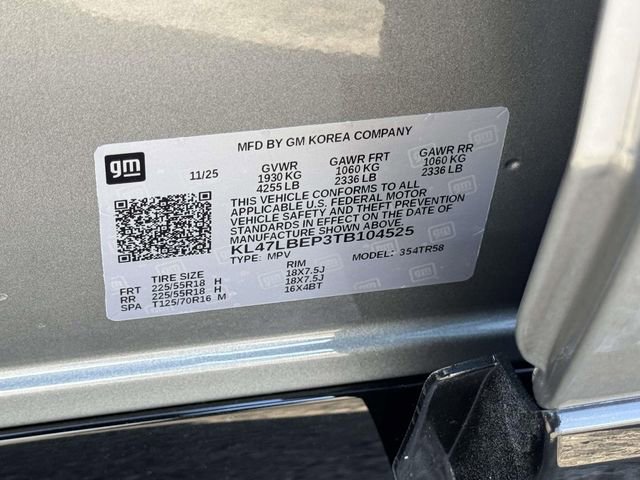 MFD BY GM KOREA COMPANY
gm
11/25
GVWR GAWR FRT GAWR RR
1930 KG 1060 KG 1060 KG
4255 LB 2336 LB 2336 LB
THIS VEHICLE CONFORMS TO ALL
APPLICABLE U.S. FEDERAL MOTOR
VEHICLE SAFETY AND THEFT PREVENTION
STANDARDS IN EFFECT ON THE DATE OF
MANUFACTURE SHOWN ABOVE.
KL47LBEP3TB104525
TYPE: MPV MODEL: 354TR58
TIRE SIZE RIM
FRT 225/55R18 H 18X7.5J
RR 225/55R18 H 18X7.5J
SPA T125/70R16 M 16X4BT